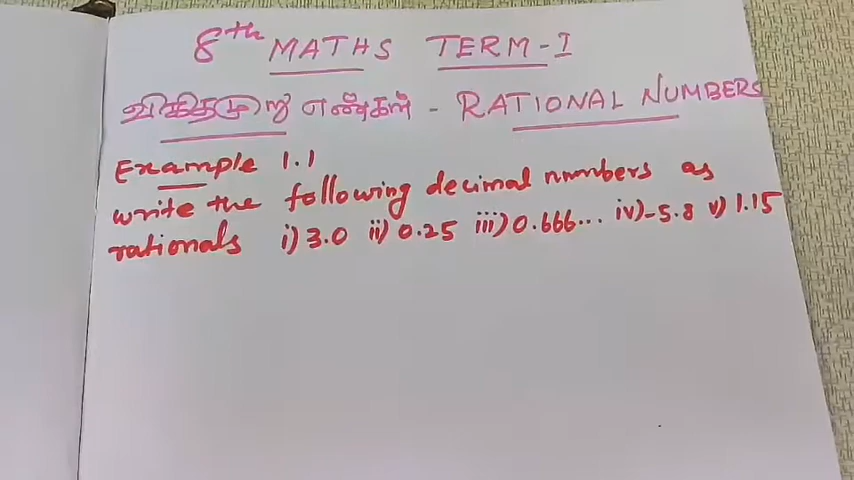 8th MATHS TERM-I
விகிதமுறு எண்கள் - RATIONAL NUMBERS
Example 1.1
write the following decimal numbers as
rationals i) 3.0 ii) 0.25 iii) 0.666... iv) -5.8 v) 1.15